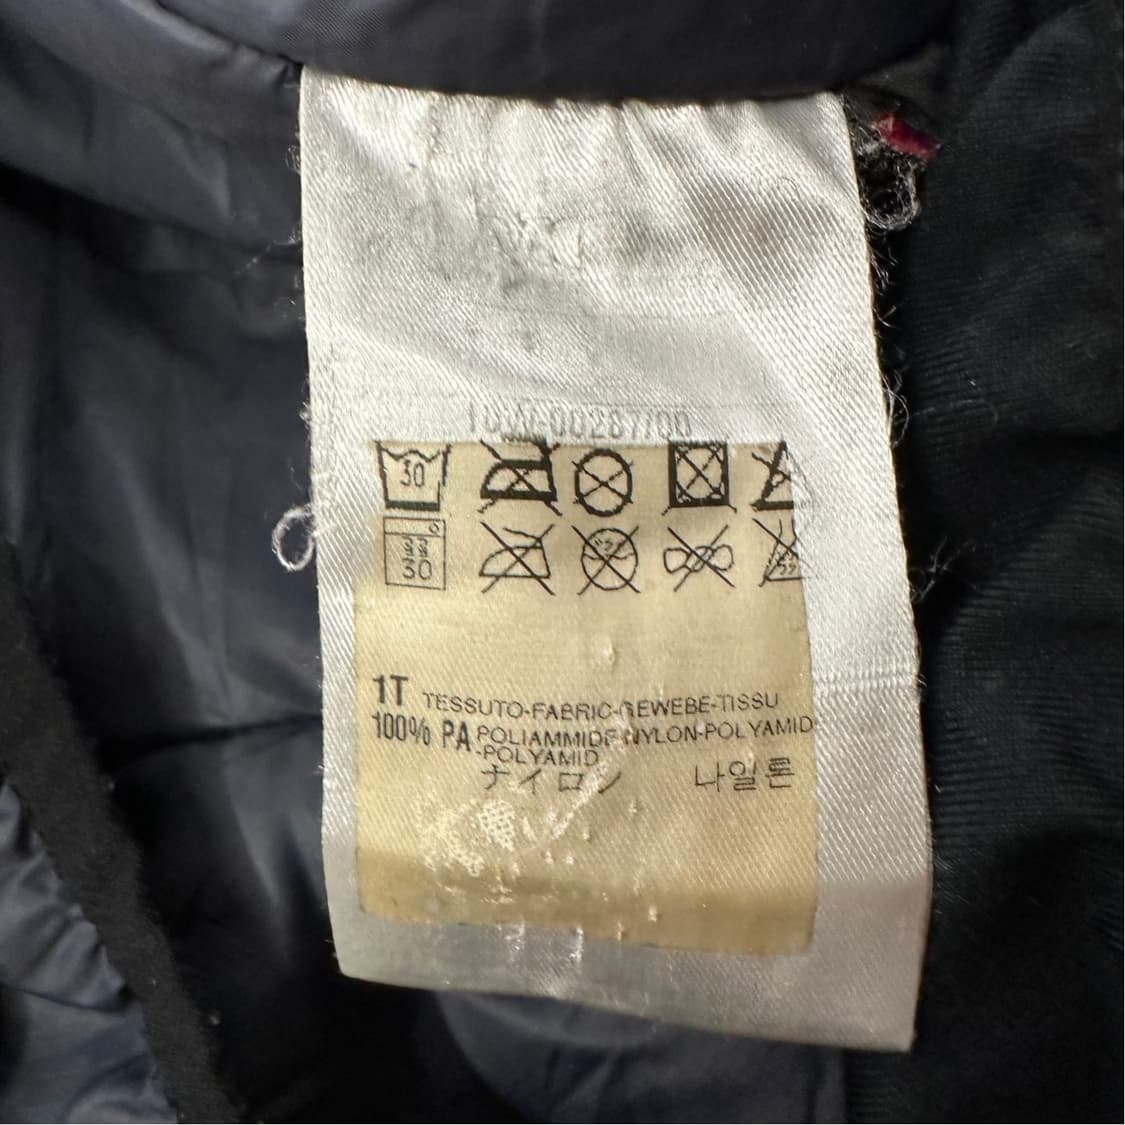 30
30
1T TESSUTO-FABRIC-GEWEBE-TISSU
100% PA POLIAMMIDE-NYLON-POLYAMID
-POLYAMID
ナイロン 나일론